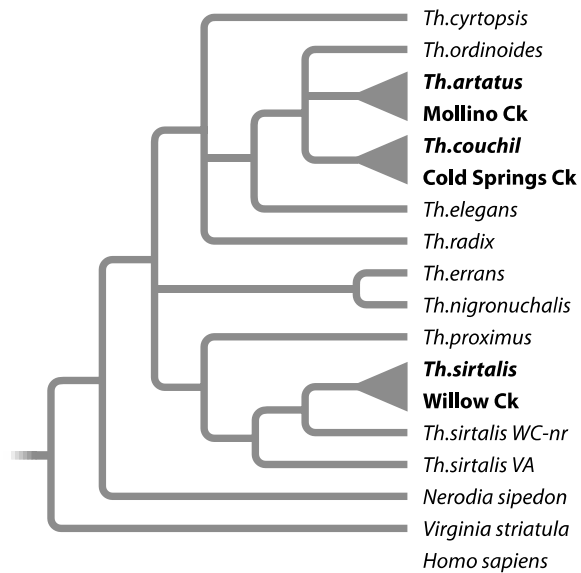 Th.cyrtopsis
Th.ordinoides
Th.artatus
Mollino Ck
Th.couchil
Cold Springs Ck
Th.elegans
Th.radix
Th.errans
Th.nigronuchalis
Th.proximus
Th.sirtalis
Willow Ck
Th.sirtalis WC-nr
Th.sirtalis VA
Nerodia sipedon
Virginia striatula
Homo sapiens